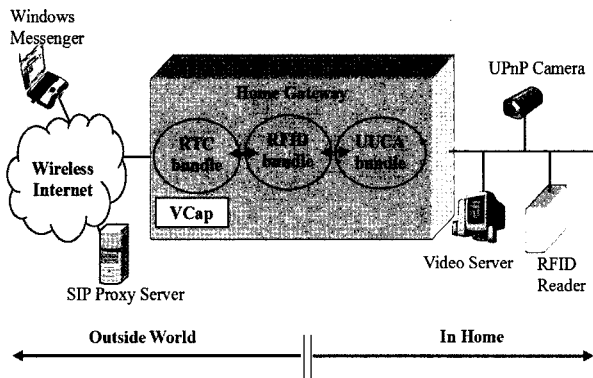 Windows
Messenger
UPnP Camera
Home Gateway
RTC
bundle
RFID
bundle
UUCA
bundle
Wireless
Internet
VCap
Video Server
RFID
Reader
SIP Proxy Server
Outside World
In Home